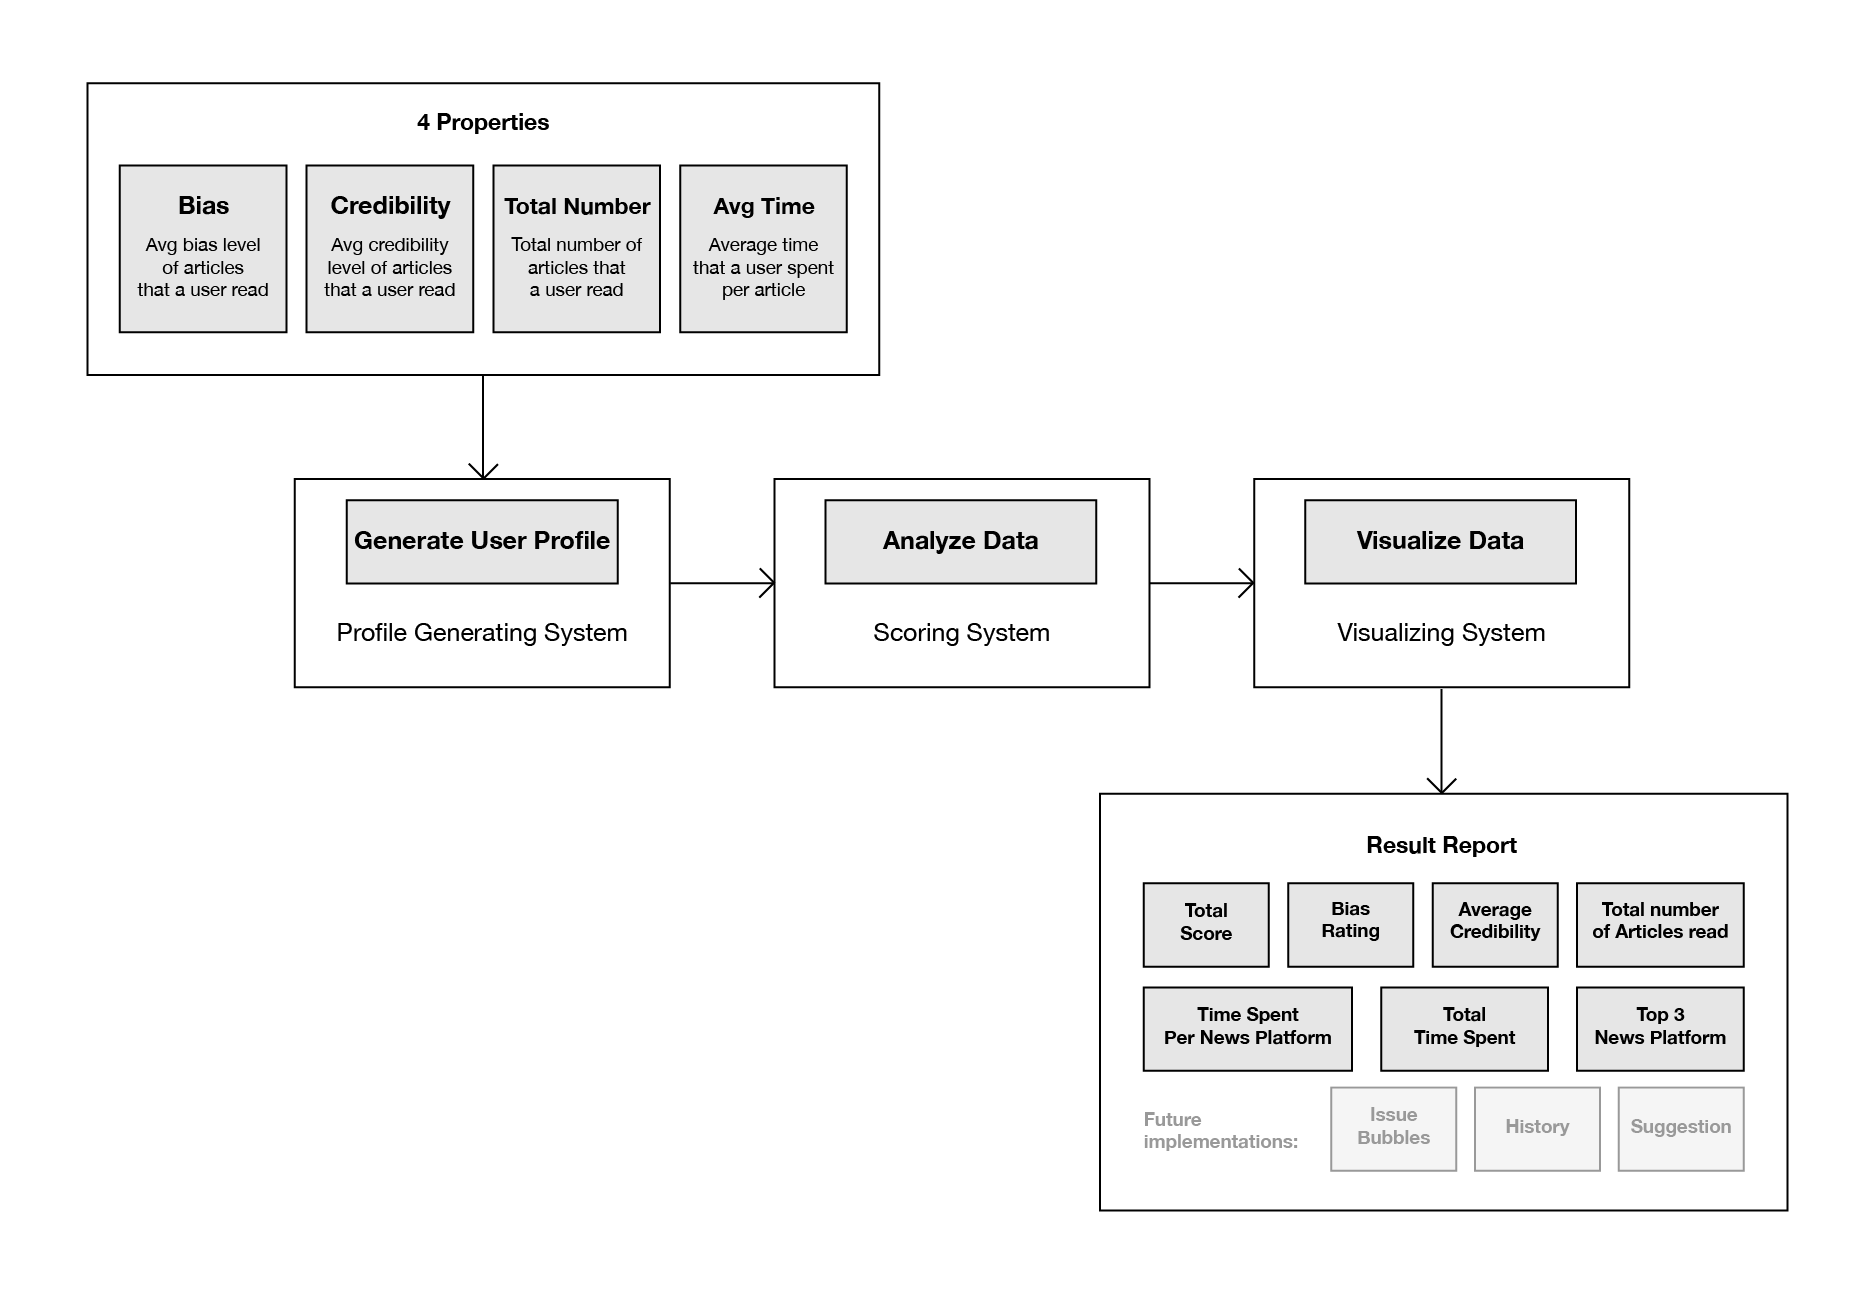 4 Properties
Bias
Avg bias level
of articles
that a user read
Credibility
Avg credibility
level of articles
that a user read
Total Number
Total number of
articles that
a user read
Avg Time
Average time
that a user spent
per article
Generate User Profile
Profile Generating System
Analyze Data
Scoring System
Visualize Data
Visualizing System
Result Report
Total
Score
Bias
Rating
Average
Credibility
Total number
of Articles read
Time Spent
Per News Platform
Total
Time Spent
Top 3
News Platform
Future
implementations:
Issue
Bubbles
History
Suggestion